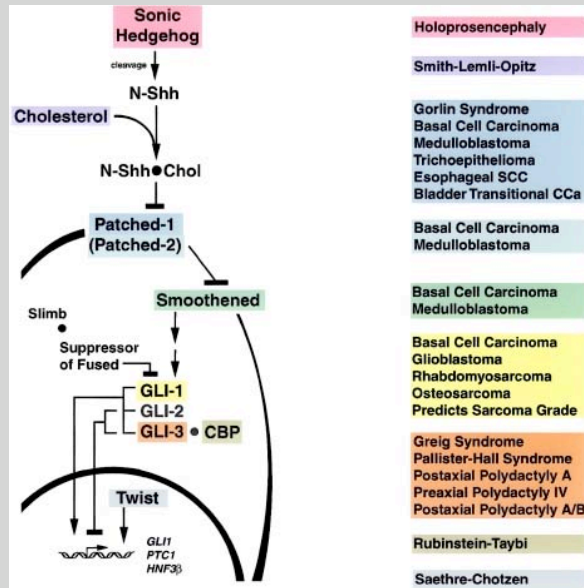 Sonic
Hedgehog
cleavage
N-Shh
Cholesterol
N-Shh●Chol
Patched-1
(Patched-2)
Smoothened
Slimb
Suppressor
of Fused
GLI-1
GLI-2
GLI-3 ● CBP
Twist
GLI1
PTC1
HNF3β
Holoprosencephaly
Smith-Lemli-Opitz
Gorlin Syndrome
Basal Cell Carcinoma
Medulloblastoma
Trichoepithelioma
Esophageal SCC
Bladder Transitional CCa
Basal Cell Carcinoma
Medulloblastoma
Basal Cell Carcinoma
Medulloblastoma
Basal Cell Carcinoma
Glioblastoma
Rhabdomyosarcoma
Osteosarcoma
Predicts Sarcoma Grade
Greig Syndrome
Pallister-Hall Syndrome
Postaxial Polydactyly A
Preaxial Polydactyly IV
Postaxial Polydactyly A/B
Rubinstein-Taybi
Saethre-Chotzen